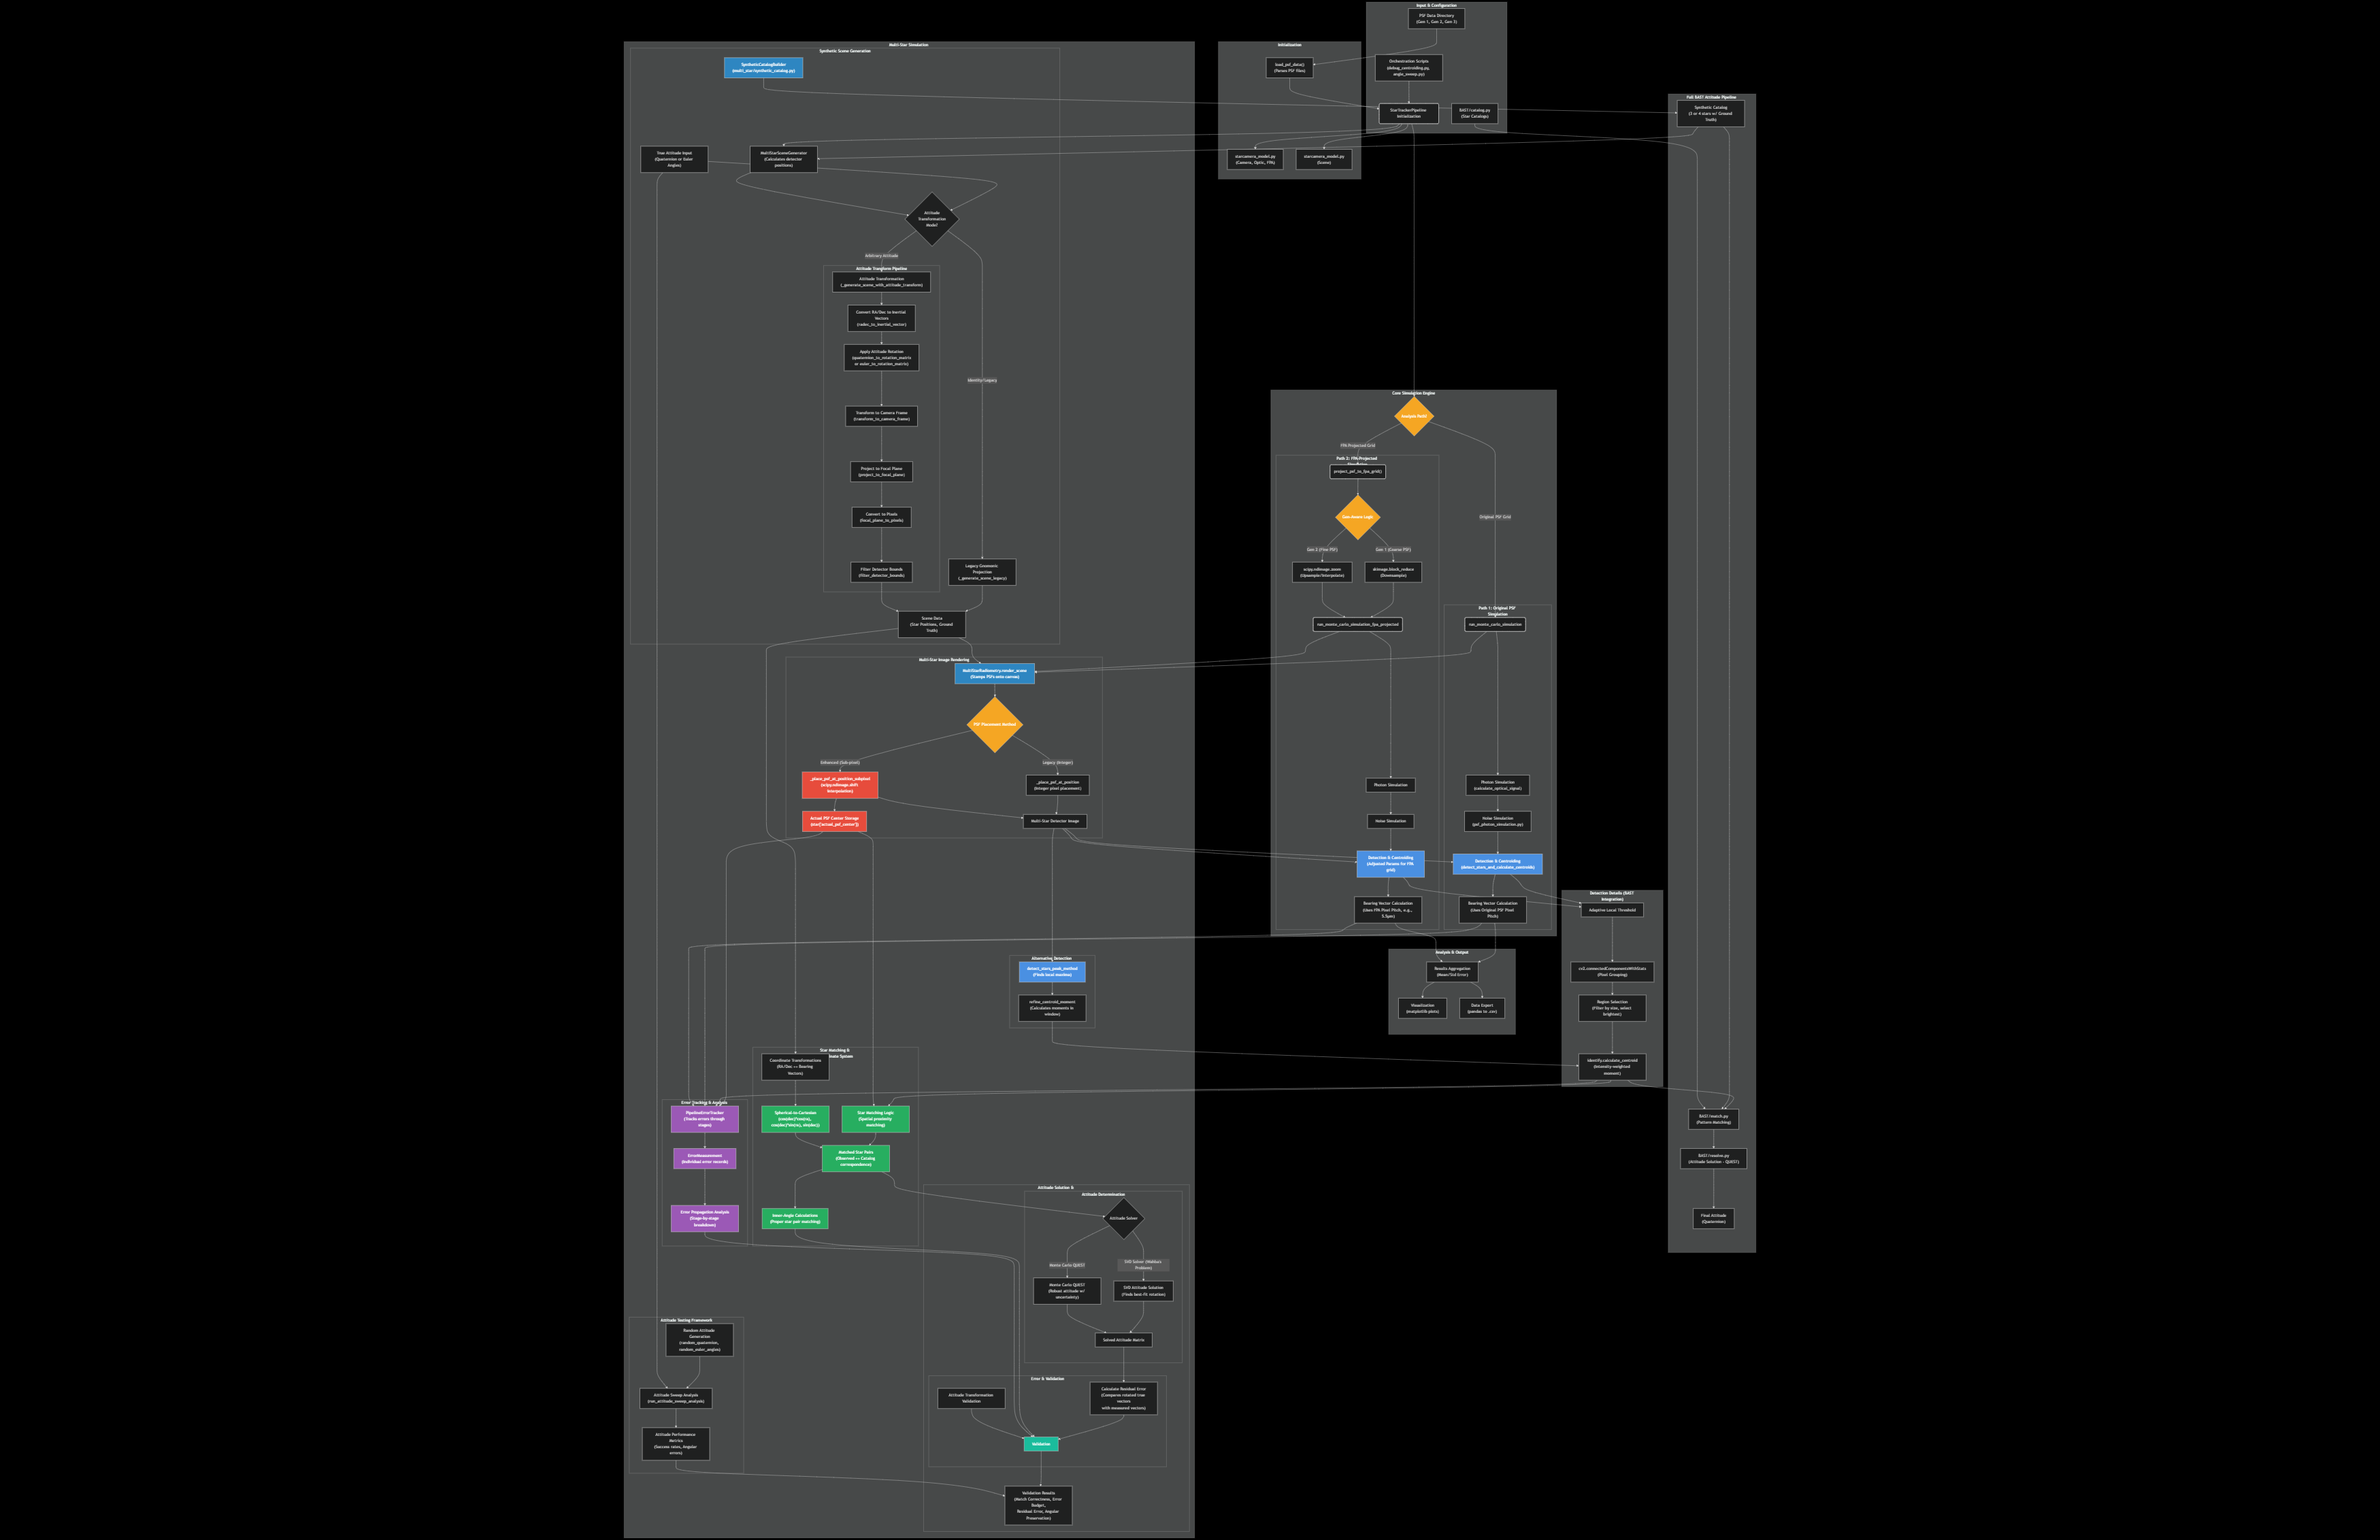 Input & Configuration
PSF Data Directory
(Gen 1, Gen 2, Gen 3)
Orchestration Scripts
(debug_centroiding.py,
angle_sweep.py)
StarTrackerPipeline
Initialization
BAST/catalog.py
(Star Catalogs)
Initialization
load_psf_data()
(Parses PSF files)
starcamera_model.py
(Camera, Optic, FPA)
starcamera_model.py
(Scene)
Multi-Star Simulation
Synthetic Scene Generation
SyntheticCatalogBuilder
(multi_star/synthetic_catalog.py)
True Attitude Input
(Quaternion or Euler
Angles)
MultiStarSceneGenerator
(Calculates detector
positions)
Attitude
Transformation
Mode?
Arbitrary Attitude
Identity/Legacy
Attitude Transform Pipeline
Attitude Transformation
(_generate_scene_with_attitude_transform)
Convert RA/Dec to Inertial
Vectors
(radec_to_inertial_vector)
Apply Attitude Rotation
(quaternion_to_rotation_matrix
or euler_to_rotation_matrix)
Transform to Camera Frame
(transform_to_camera_frame)
Project to Focal Plane
(project_to_focal_plane)
Convert to Pixels
(focal_plane_to_pixels)
Filter Detector Bounds
(filter_detector_bounds)
Legacy Gnomonic
Projection
(_generate_scene_legacy)
Scene Data
(Star Positions, Ground
Truth)
Multi-Star Image Rendering
MultiStarRadiometry.render_scene
(Stamps PSFs onto canvas)
PSF Placement Method
Enhanced (Sub-pixel)
Legacy (Integer)
_place_psf_at_position_subpixel
(scipy.ndimage.shift
interpolation)
_place_psf_at_position
(Integer pixel placement)
Actual PSF Center Storage
(star['actual_psf_center'])
Multi-Star Detector Image
Full BAST Attitude Pipeline
Synthetic Catalog
(3 or 4 stars w/ Ground
Truth)
BAST/match.py
(Pattern Matching)
BAST/resolve.py
(Attitude Solution - QUEST)
Final Attitude
(Quaternion)
Core Simulation Engine
Analysis Path?
FPA Projected Grid
Original PSF Grid
Path 2: FPA Projected
project_psf_to_fpa_grid()
Gen-Aware Logic
Gen 2 (Fine PSF)
Gen 1 (Coarse PSF)
scipy.ndimage.zoom
(Upsample/Interpolate)
skimage.block_reduce
(Downsample)
run_monte_carlo_simulation_fpa_projected
Path 1: Original PSF
Simulation
run_monte_carlo_simulation
Photon Simulation
Noise Simulation
Detection & Centroiding
(Adjusted Params for FPA
grid)
Bearing Vector Calculation
(Uses FPA Pixel Pitch, e.g.,
5.5µm)
Photon Simulation
(calculate_optical_signal)
Noise Simulation
(psf_photon_simulation.py)
Detection & Centroiding
(detect_stars_and_calculate_centroids)
Bearing Vector Calculation
(Uses Original PSF Pixel
Pitch)
Detection Details (BAST
Integration)
Adaptive Local Threshold
cv2.connectedComponentsWithStats
(Pixel Grouping)
Region Selection
(Filter by size, select
brightest)
identify.calculate_centroid
(Intensity-weighted
moment)
Analysis & Output
Results Aggregation
(Mean/Std Error)
Visualization
(matplotlib plots)
Data Export
(pandas to .csv)
Alternative Detection
detect_stars_peak_method
(Finds local maxima)
refine_centroid_moment
(Calculates moments in
window)
Star Matching &
inate System
Coordinate Transformations
(RA/Dec ↔ Bearing
Vectors)
Spherical-to-Cartesian
(cos(dec)*cos(ra),
cos(dec)*sin(ra), sin(dec))
Star Matching Logic
(Spatial proximity
matching)
Matched Star Pairs
(Observed ↔ Catalog
correspondence)
Inner-Angle Calculations
(Proper star pair matching)
Error Tracking & Analysis
PipelineErrorTracker
(Tracks errors through
stages)
ErrorMeasurement
(Individual error records)
Error Propagation Analysis
(Stage-by-stage
breakdown)
Attitude Solution &
Attitude Determination
Attitude Solver
Monte Carlo QUEST
SVD Solver (Wahba's
Problem)
Monte Carlo QUEST
(Robust attitude w/
uncertainty)
SVD Attitude Solution
(Finds best-fit rotation)
Solved Attitude Matrix
Error & Validation
Attitude Transformation
Validation
Calculate Residual Error
(Compares rotated true
vectors
with measured vectors)
Validation
Validation Results
(Match Correctness, Error
Budget,
Residual Error, Angular
Preservation)
Attitude Testing Framework
Random Attitude
Generation
(random_quaternion,
random_euler_angles)
Attitude Sweep Analysis
(run_attitude_sweep_analysis)
Attitude Performance
Metrics
(Success rates, Angular
errors)